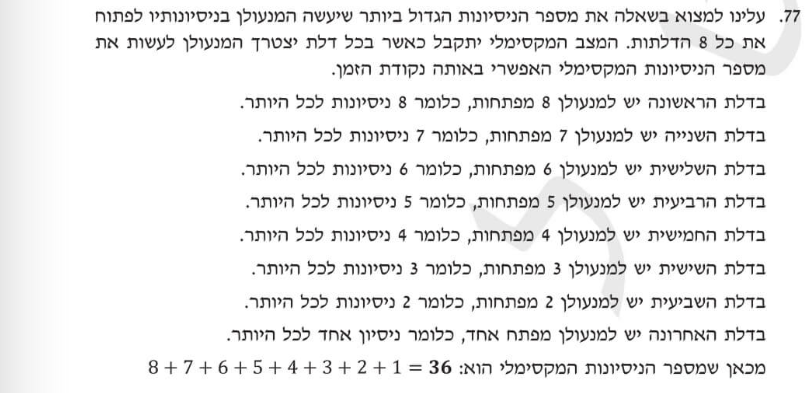 77. עלינו למצוא בשאלה את מספר הניסיונות הגדול ביותר שיעשה המנעולן בניסיונותיו לפתוח
את כל 8 הדלתות. המצב המקסימלי יתקבל כאשר בכל דלת יצטרך המנעולן לעשות את
מספר הניסיונות המקסימלי האפשרי באותה נקודת הזמן.
בדלת הראשונה יש למנעולן 8 מפתחות, כלומר 8 ניסיונות לכל היותר.
בדלת השנייה יש למנעולן 7 מפתחות, כלומר 7 ניסיונות לכל היותר.
בדלת השלישית יש למנעולן 6 מפתחות, כלומר 6 ניסיונות לכל היותר.
בדלת הרביעית יש למנעולן 5 מפתחות, כלומר 5 ניסיונות לכל היותר.
בדלת החמישית יש למנעולן 4 מפתחות, כלומר 4 ניסיונות לכל היותר.
בדלת השישית יש למנעולן 3 מפתחות, כלומר 3 ניסיונות לכל היותר.
בדלת השביעית יש למנעולן 2 מפתחות, כלומר 2 ניסיונות לכל היותר.
בדלת האחרונה יש למנעולן מפתח אחד, כלומר ניסיון אחד לכל היותר.
מכאן שמספר הניסיונות המקסימלי הוא: 8 + 7 + 6 + 5 + 4 + 3 + 2 + 1 = 36